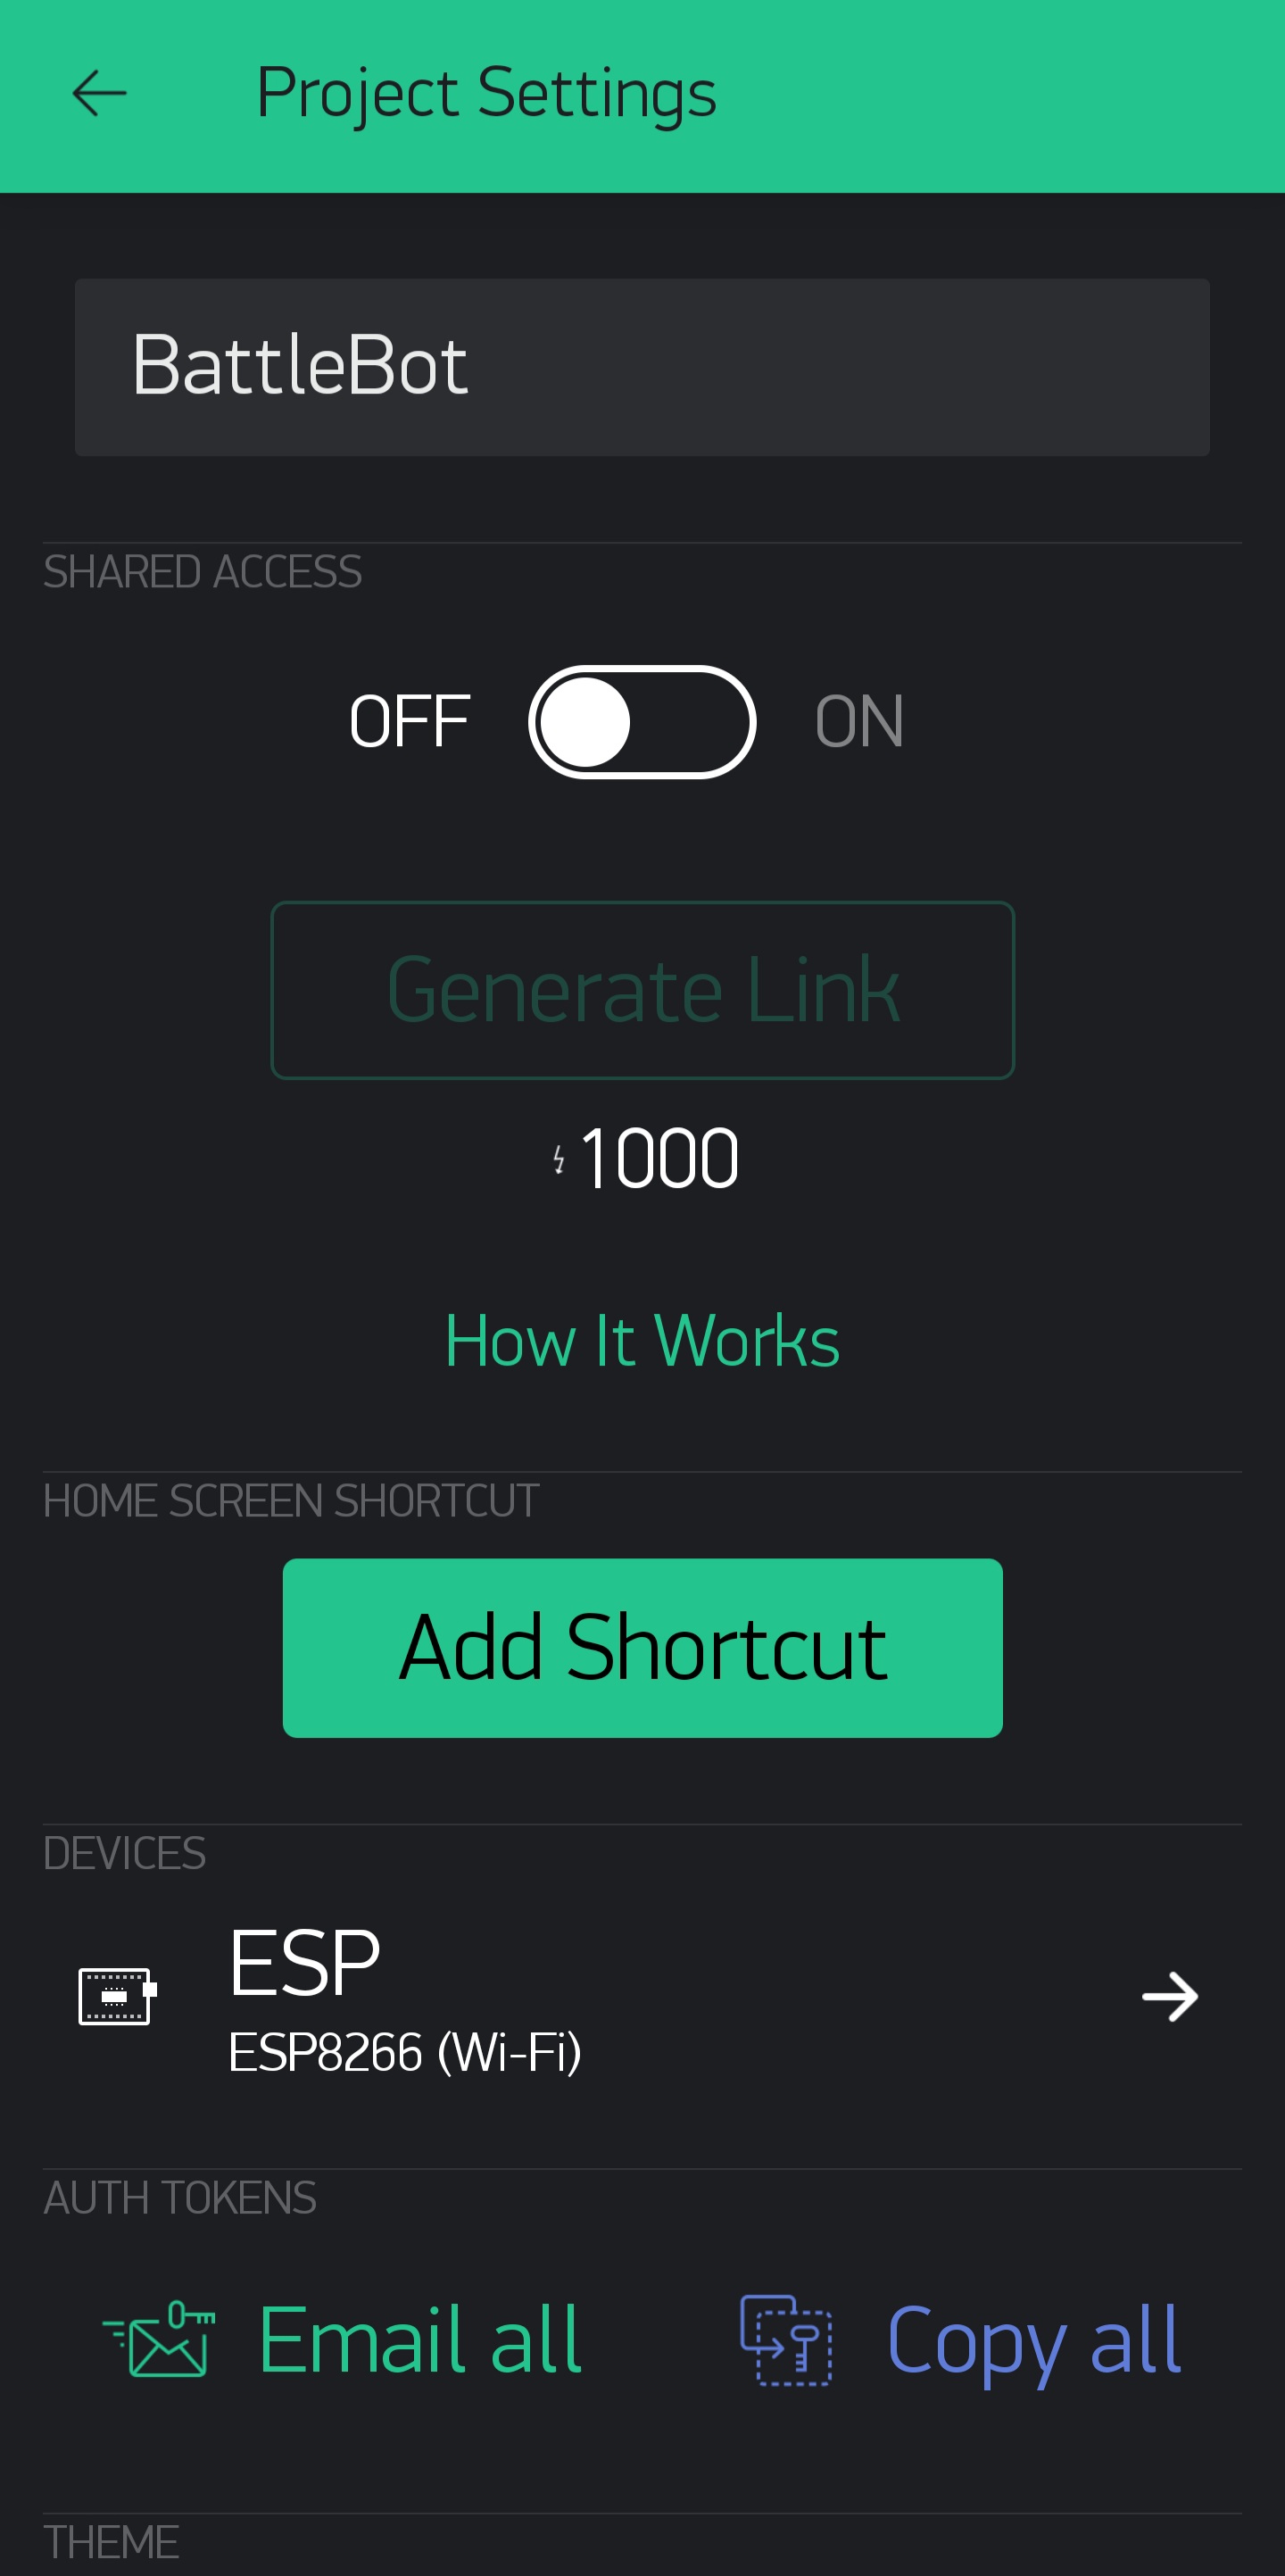 Project Settings
BattleBot
SHARED ACCESS
OFF ON
Generate Link
1000
How It Works
HOME SCREEN SHORTCUT
Add Shortcut
DEVICES
ESP
ESP8266 (Wi-Fi)
AUTH TOKENS
Email all Copy all
THEME